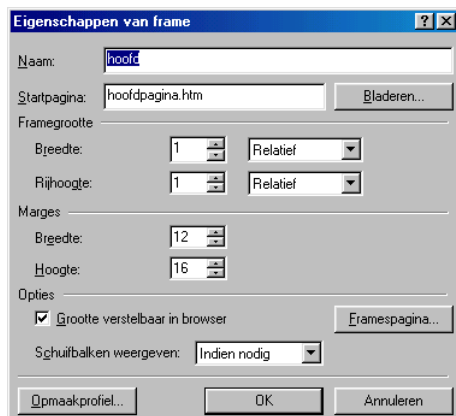 Eigenschappen van frame
Naam: hoofd
Startpagina: hoofdpagina.htm Bladeren...
Framegrootte
Breedte: 1 Relatief
Rijhoogte: 1 Relatief
Marges
Breedte: 12
Hoogte: 16
Opties
Grootte verstelbaar in browser Framespagina...
Schuifbalken weergeven: Indien nodig
Opmaakprofiel... OK Annuleren